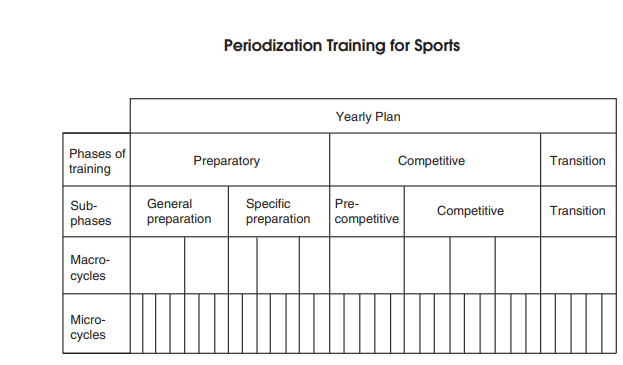 Periodization Training for Sports
Yearly Plan
Phases of
training
Preparatory
Competitive
Transition
Sub-
phases
General
preparation
Specific
preparation
Pre-
competitive
Competitive
Transition
Macro-
cycles
Micro-
cycles